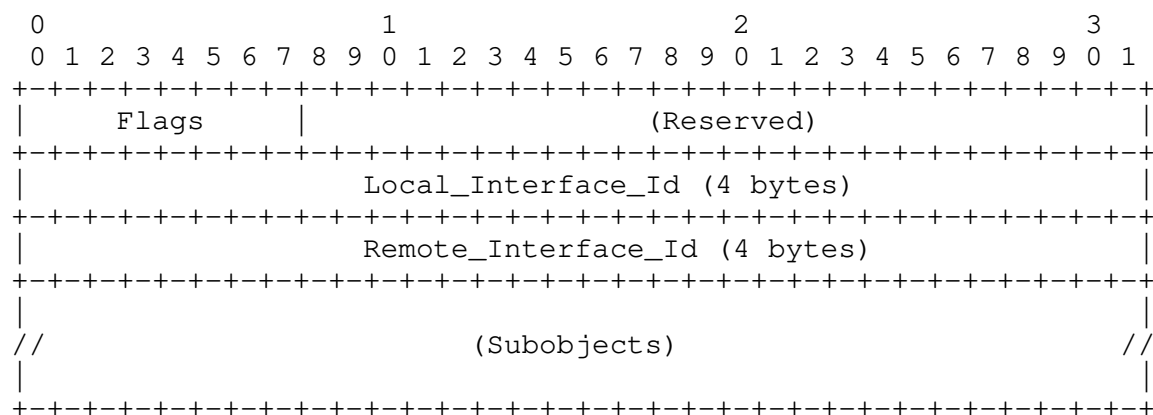 0                   1                   2                   3
 0 1 2 3 4 5 6 7 8 9 0 1 2 3 4 5 6 7 8 9 0 1 2 3 4 5 6 7 8 9 0 1
+-+-+-+-+-+-+-+-+-+-+-+-+-+-+-+-+-+-+-+-+-+-+-+-+-+-+-+-+-+-+-+-+
|     Flags     |                   (Reserved)                  |
+-+-+-+-+-+-+-+-+-+-+-+-+-+-+-+-+-+-+-+-+-+-+-+-+-+-+-+-+-+-+-+-+
|                   Local_Interface_Id (4 bytes)                |
+-+-+-+-+-+-+-+-+-+-+-+-+-+-+-+-+-+-+-+-+-+-+-+-+-+-+-+-+-+-+-+-+
|                   Remote_Interface_Id (4 bytes)               |
+-+-+-+-+-+-+-+-+-+-+-+-+-+-+-+-+-+-+-+-+-+-+-+-+-+-+-+-+-+-+-+-+
|                                                               |
//                        (Subobjects)                         //
|                                                               |
+-+-+-+-+-+-+-+-+-+-+-+-+-+-+-+-+-+-+-+-+-+-+-+-+-+-+-+-+-+-+-+-+